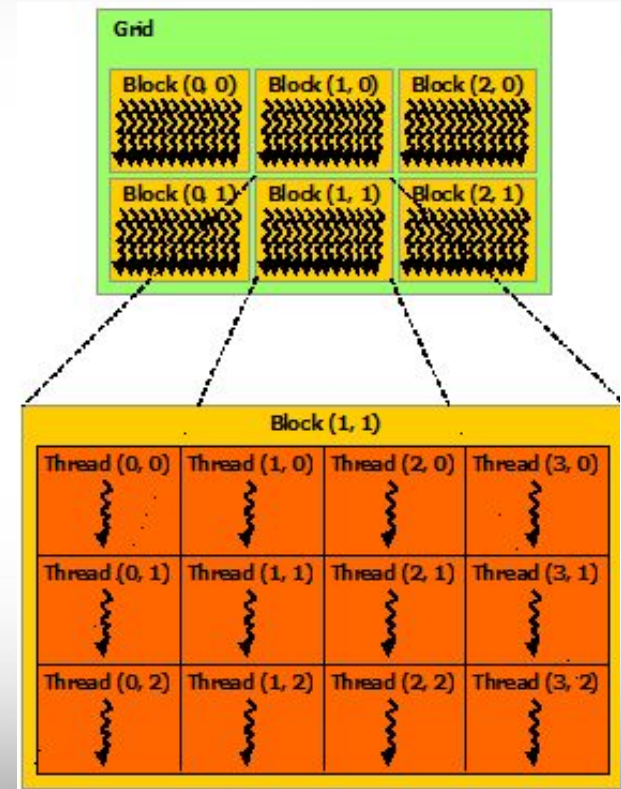 Grid
Block (0, 0) Block (1, 0) Block (2, 0)
Block (0, 1) Block (1, 1) Block (2, 1)
Block (1, 1)
Thread (0, 0) Thread (1, 0) Thread (2, 0) Thread (3, 0)
Thread (0, 1) Thread (1, 1) Thread (2, 1) Thread (3, 1)
Thread (0, 2) Thread (1, 2) Thread (2, 2) Thread (3, 2)